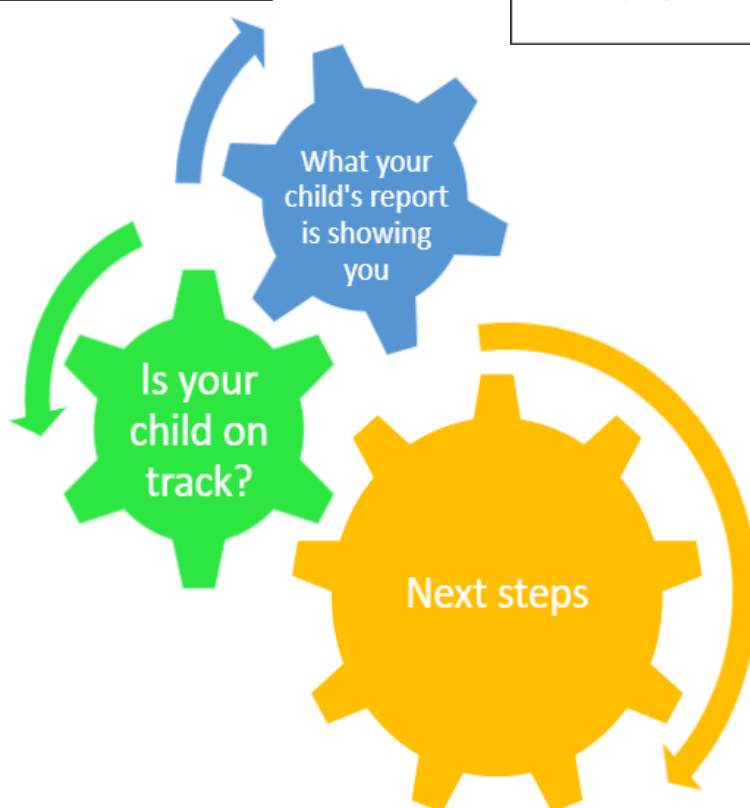 What your
child's report
is showing
you
Is your
child on
track?
Next steps